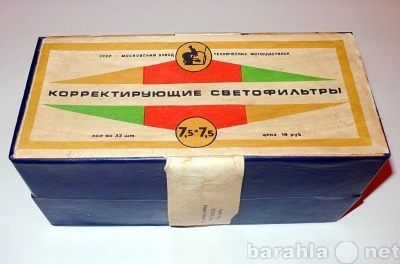 СССР - МОСКОВСКИЙ ЗАВОД ТЕХНИЧЕСКИХ ФОТОПЛАСТИНОК
КОРРЕКТИРУЮЩИЕ СВЕТОФИЛЬТРЫ
7,5×7,5
кол-во 33 шт. цена 19 руб.
barahla.net